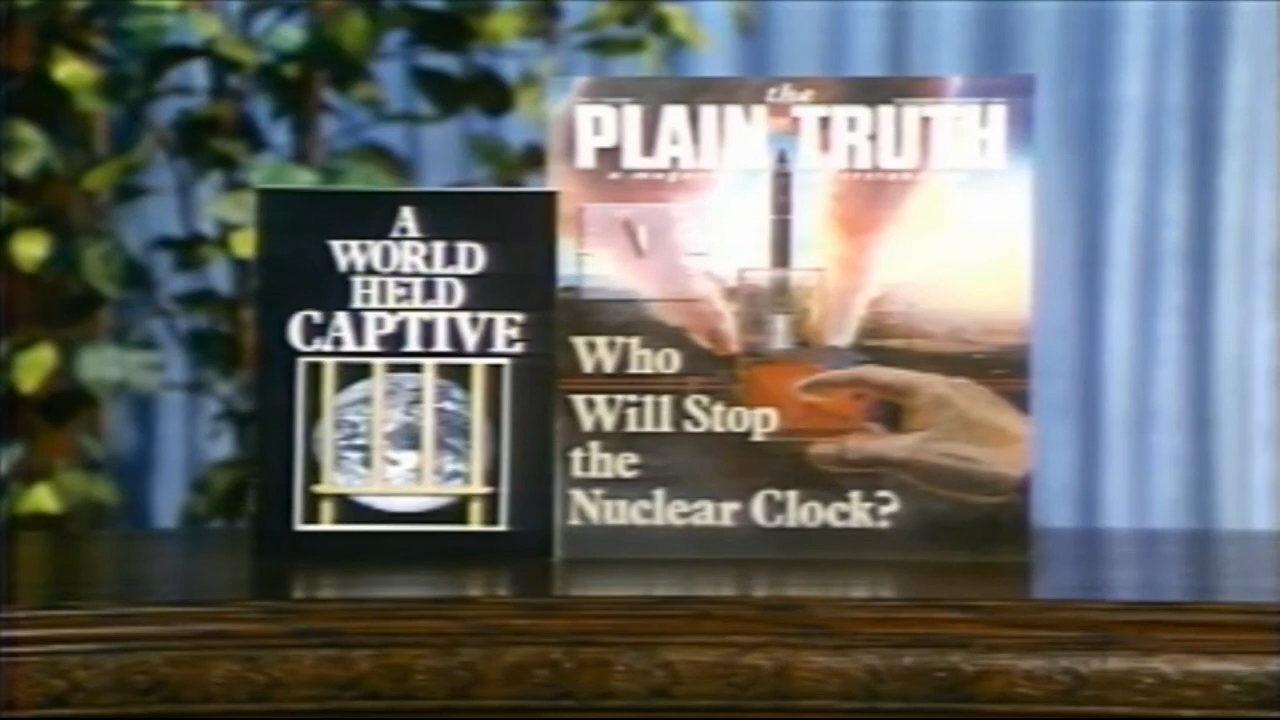 A
WORLD
HELD
CAPTIVE
the
PLAIN TRUTH
Who
Will Stop
the
Nuclear Clock?